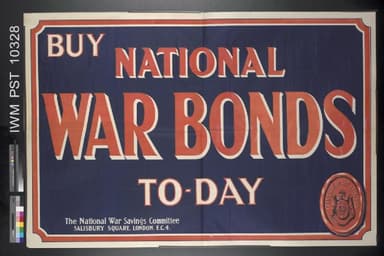 BUY
NATIONAL
WAR BONDS
TO-DAY
The National War Savings Committee
SALISBURY SQUARE, LONDON. E.C.4.
IWM PST 10328